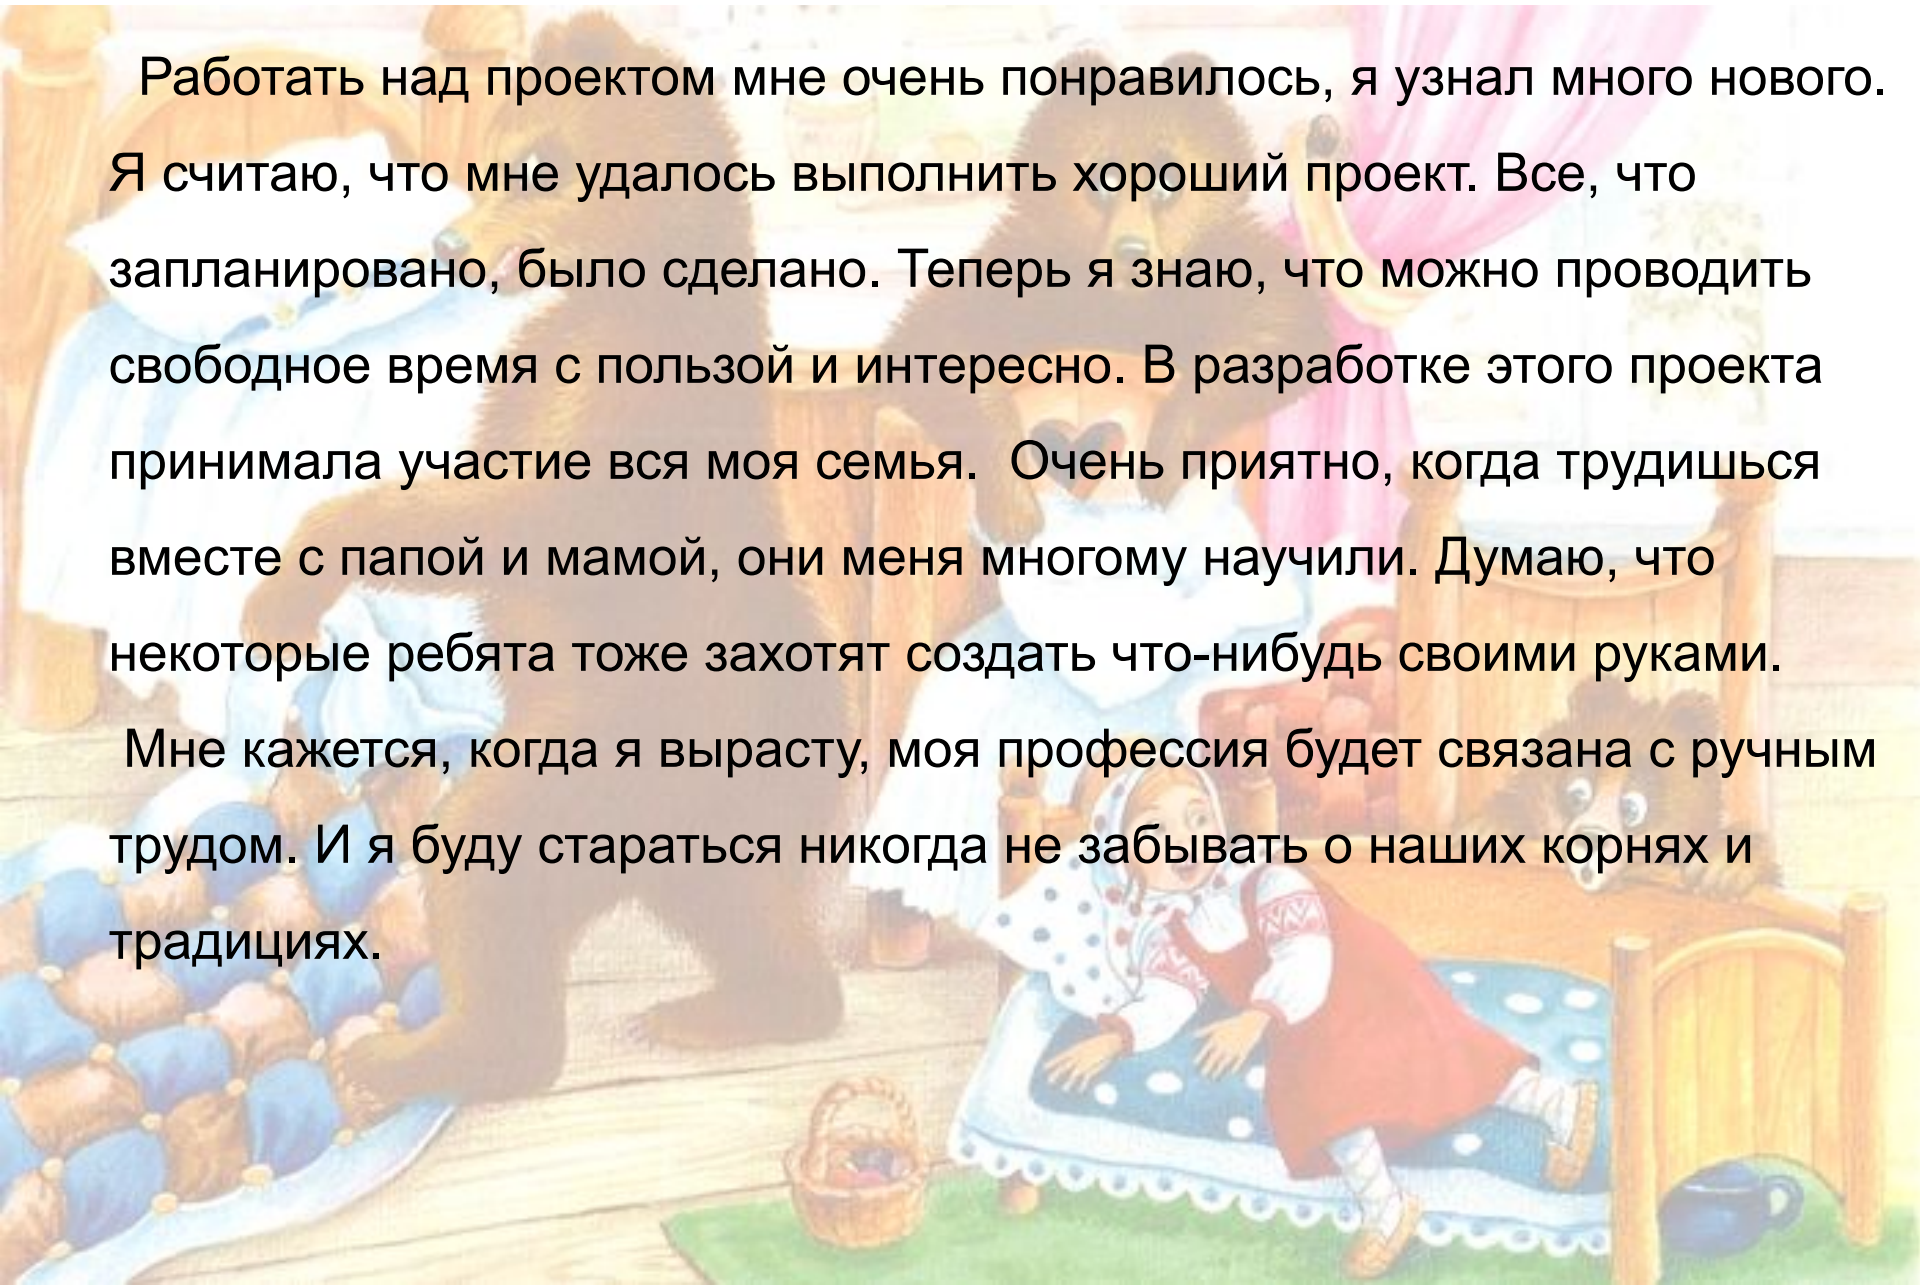 Работать над проектом мне очень понравилось, я узнал много нового.
Я считаю, что мне удалось выполнить хороший проект. Все, что
запланировано, было сделано. Теперь я знаю, что можно проводить
свободное время с пользой и интересно. В разработке этого проекта
принимала участие вся моя семья.  Очень приятно, когда трудишься
вместе с папой и мамой, они меня многому научили. Думаю, что
некоторые ребята тоже захотят создать что-нибудь своими руками.
Мне кажется, когда я вырасту, моя профессия будет связана с ручным
трудом. И я буду стараться никогда не забывать о наших корнях и
традициях.